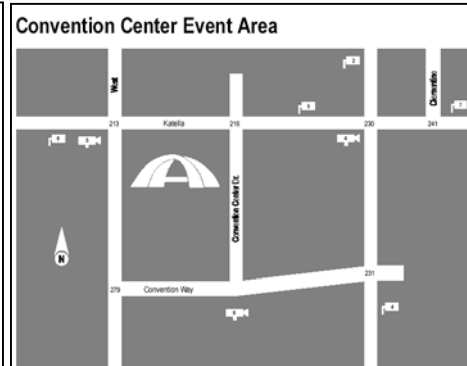 Convention Center Event Area
West
Clementine
213
Katella
216
230
241
Convention Center Dr.
N
279
Convention Way
231